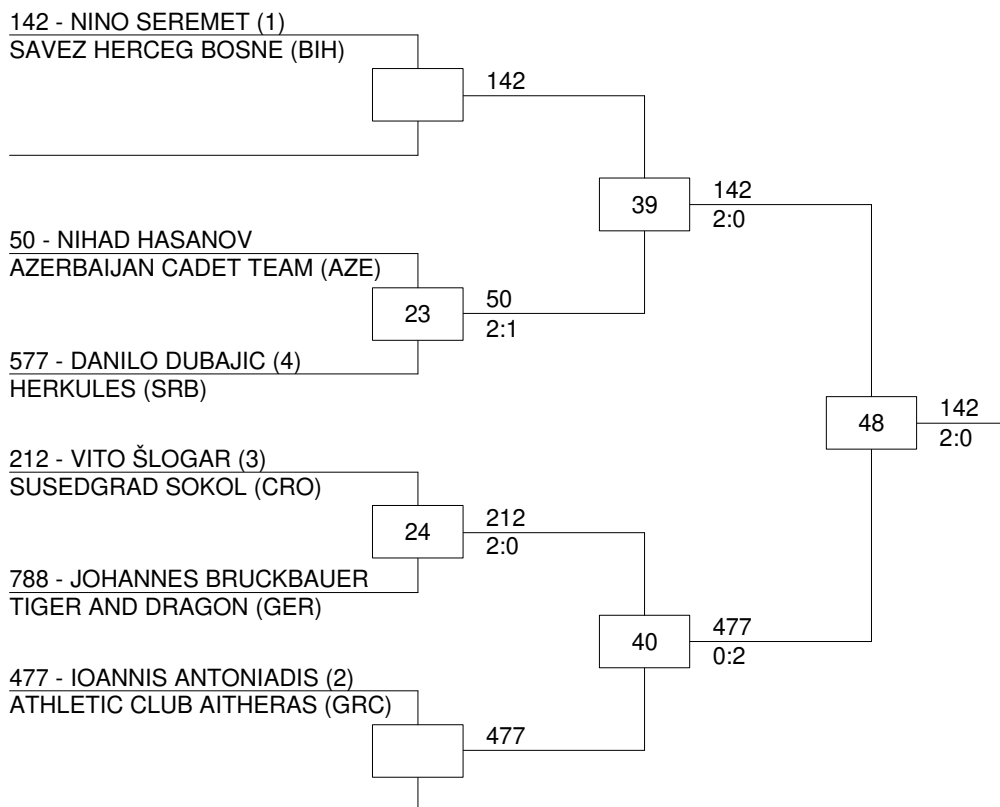 142 - NINO SEREMET (1)
SAVEZ HERCEG BOSNE (BIH)
142
39
142
2:0
50 - NIHAD HASANOV
AZERBAIJAN CADET TEAM (AZE)
23
50
2:1
577 - DANILO DUBAJIC (4)
HERKULES (SRB)
48
142
2:0
212 - VITO ŠLOGAR (3)
SUSEDGRAD SOKOL (CRO)
24
212
2:0
788 - JOHANNES BRUCKBAUER
TIGER AND DRAGON (GER)
40
477
0:2
477 - IOANNIS ANTONIADIS (2)
ATHLETIC CLUB AITHERAS (GRC)
477